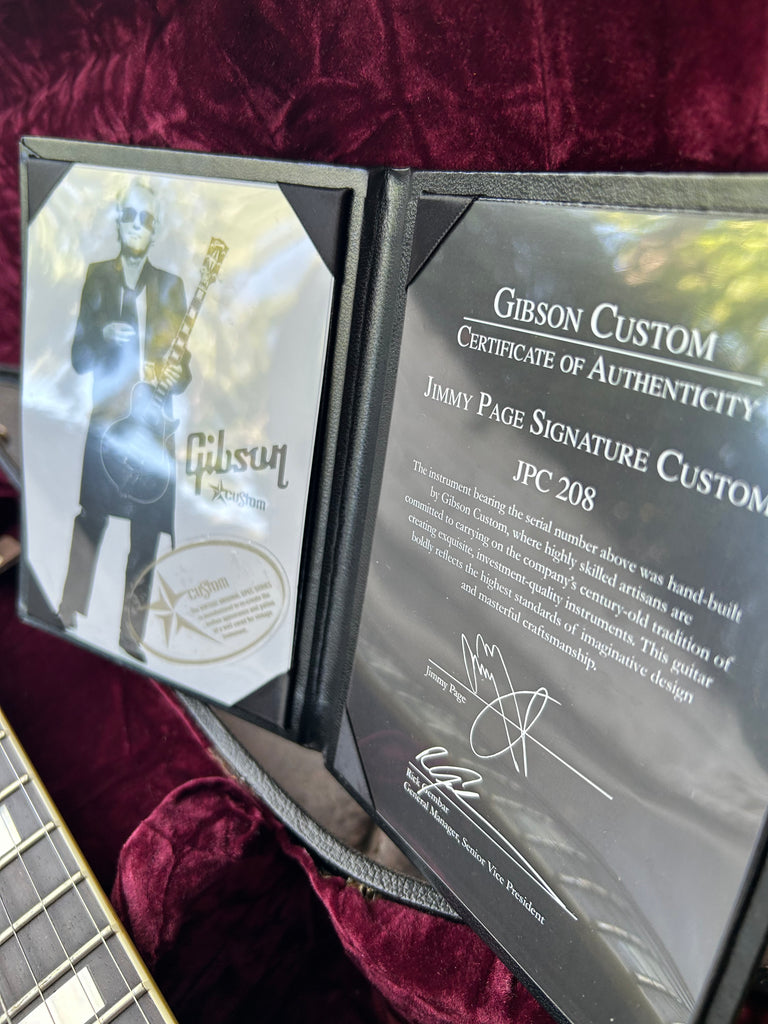 Gibson
custom
custom
GIBSON CUSTOM
CERTIFICATE OF AUTHENTICITY
JIMMY PAGE SIGNATURE CUSTOM
JPC 208
The instrument bearing the serial number above was hand-built
by Gibson Custom, where highly skilled artisans are
committed to carrying on the company's century-old tradition of
creating exquisite, investment-quality instruments. This guitar
boldly reflects the highest standards of imaginative design
and masterful craftsmanship.
Jimmy Page
Rick Gembar
General Manager, Senior Vice President